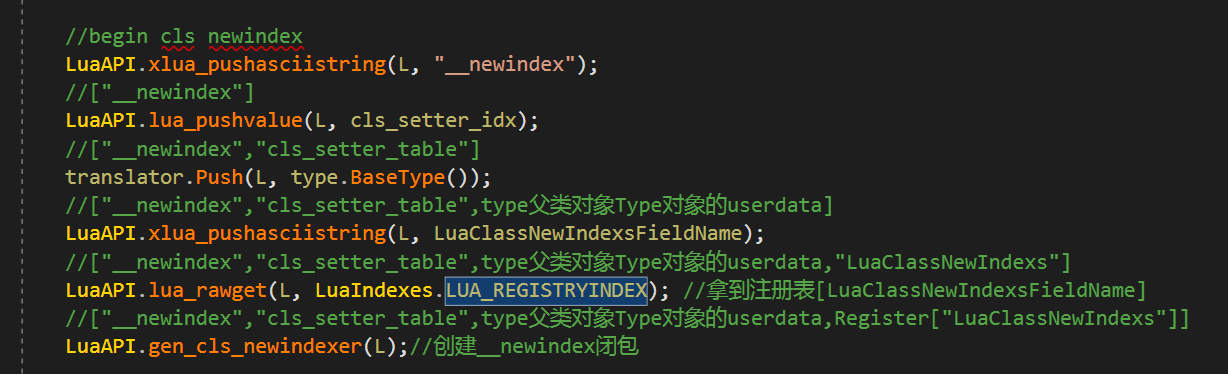 //begin cls newindex
LuaAPI.xlua_pushasciistring(L, "__newindex");
//["__newindex"]
LuaAPI.lua_pushvalue(L, cls_setter_idx);
//["__newindex","cls_setter_table"]
translator.Push(L, type.BaseType());
//["__newindex","cls_setter_table",type父类对象Type对象的userdata]
LuaAPI.xlua_pushasciistring(L, LuaClassNewIndexsFieldName);
//["__newindex","cls_setter_table",type父类对象Type对象的userdata,"LuaClassNewIndexs"]
LuaAPI.lua_rawget(L, LuaIndexes.LUA_REGISTRYINDEX); //拿到注册表[LuaClassNewIndexsFieldName]
//["__newindex","cls_setter_table",type父类对象Type对象的userdata,Register["LuaClassNewIndexs"]]
LuaAPI.gen_cls_newindexer(L);//创建__newindex闭包